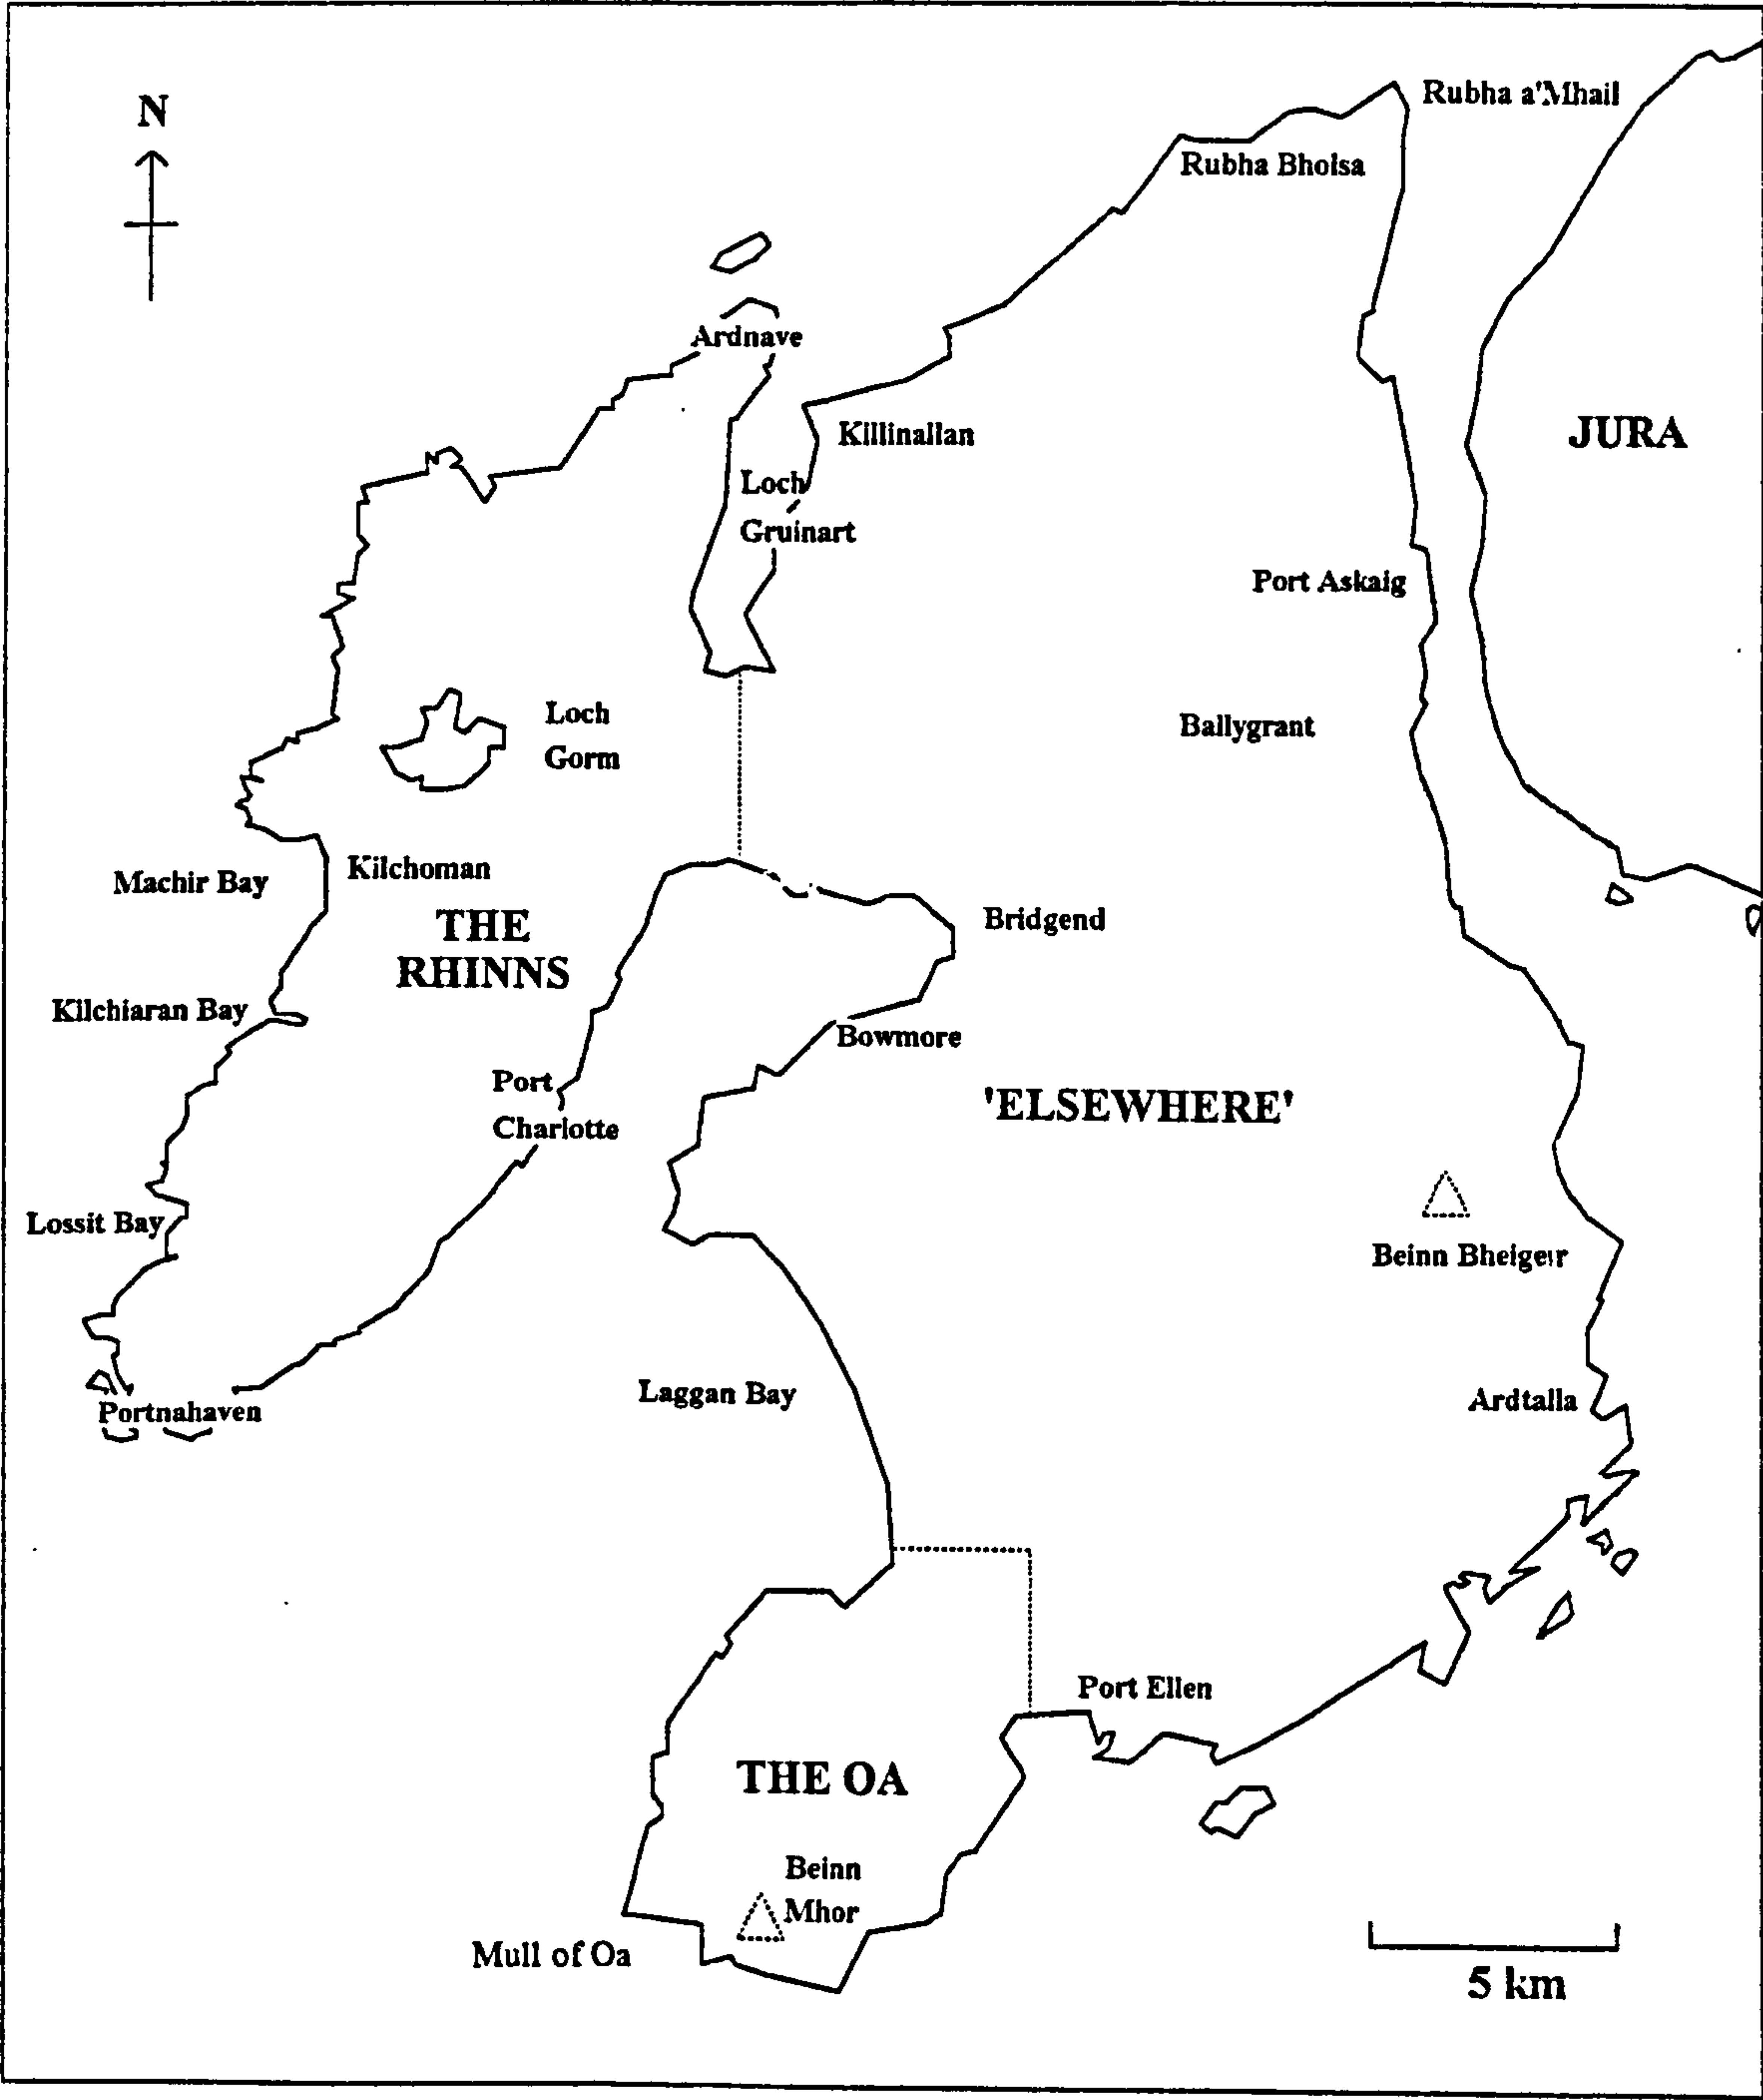 N
Rubha a'Mhail
Rubha Bholsa
Ardnave
JURA
Killinallan
Loch
Gruinart
Port Askaig
Loch
Gorm
Ballygrant
Machir Bay
Kilchoman
THE
RHINNS
Bridgend
Kilchiaran Bay
Bowmore
Port
Charlotte
'ELSEWHERE'
Lossit Bay
Beinn Bheigeir
Laggan Bay
Ardtalla
Portnahaven
Port Ellen
THE OA
Beinn
Mhor
Mull of Oa
5 km